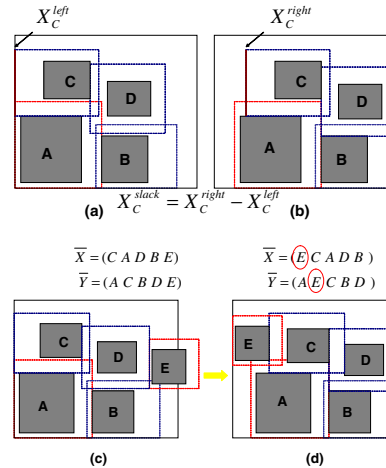 X_C^left X_C^right
C C
D D
A B A B
(a) X_C^slack = X_C^right − X_C^left (b)
X̅ = (C A D B E) X̅ = (E C A D B )
Y̅ = (A C B D E) Y̅ = (A E C B D )
C E C
D E D
A B A B
(c) (d)